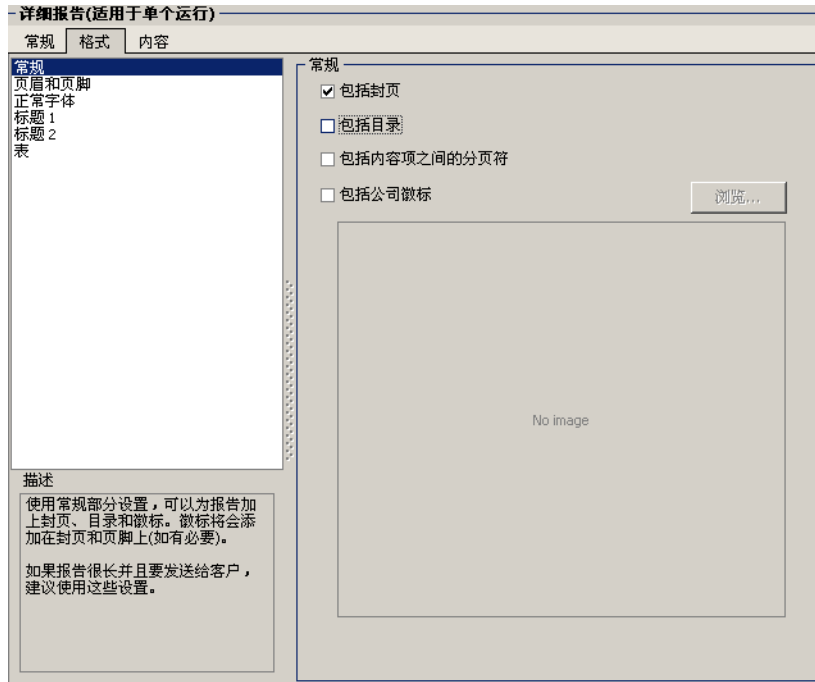 详细报告(适用于单个运行)
常规 格式 内容
常规
页眉和页脚
正常字体
标题 1
标题 2
表
描述
使用常规部分设置，可以为报告加
上封页、目录和徽标。徽标将会添
加在封页和页脚上(如有必要)。
如果报告很长并且要发送给客户，
建议使用这些设置。
常规
包括封页
包括目录
包括内容项之间的分页符
包括公司徽标
浏览...
No image